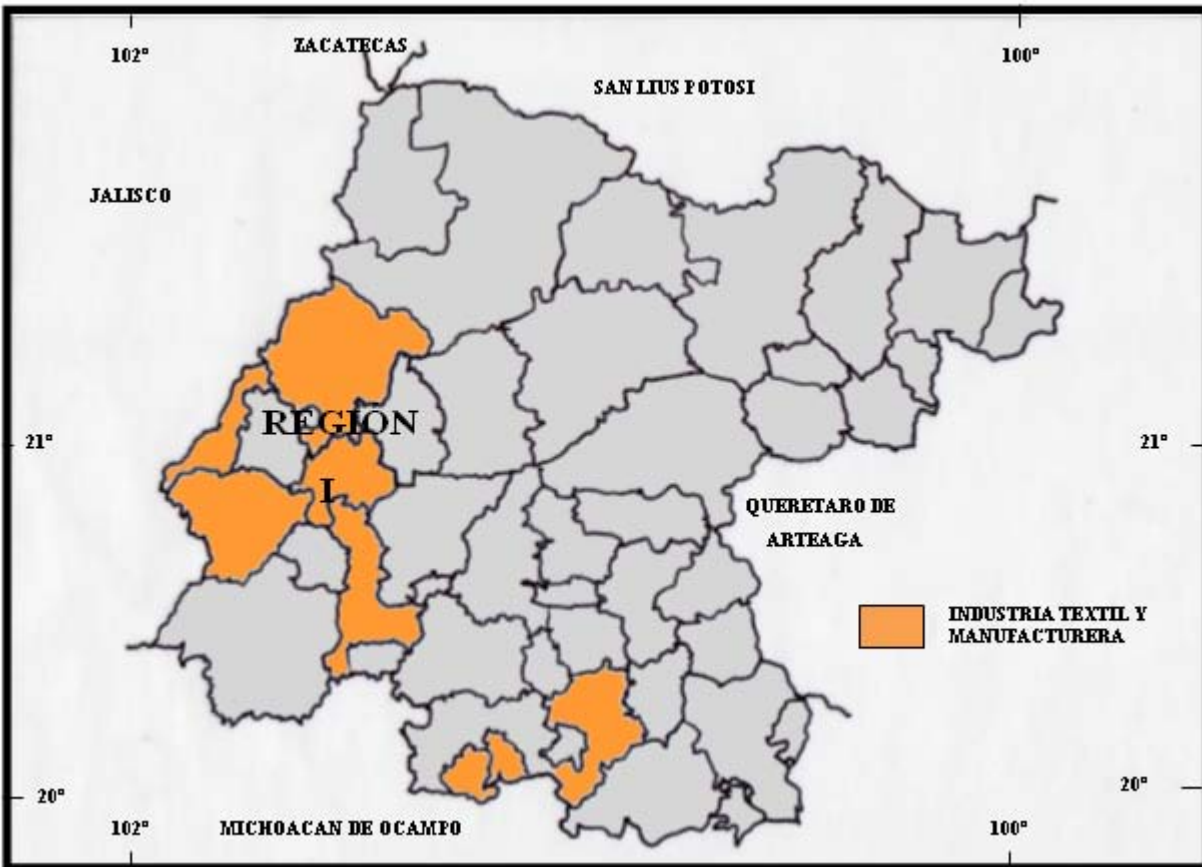 ZACATECAS
102°
100°
SAN LIUS POTOSI
JALISCO
REGIÓN
21°
21°
I
QUERETARO DE
ARTEAGA
INDUSTRIA TEXTIL Y
MANUFACTURERA
20°
20°
102°
MICHOACAN DE OCAMPO
100°